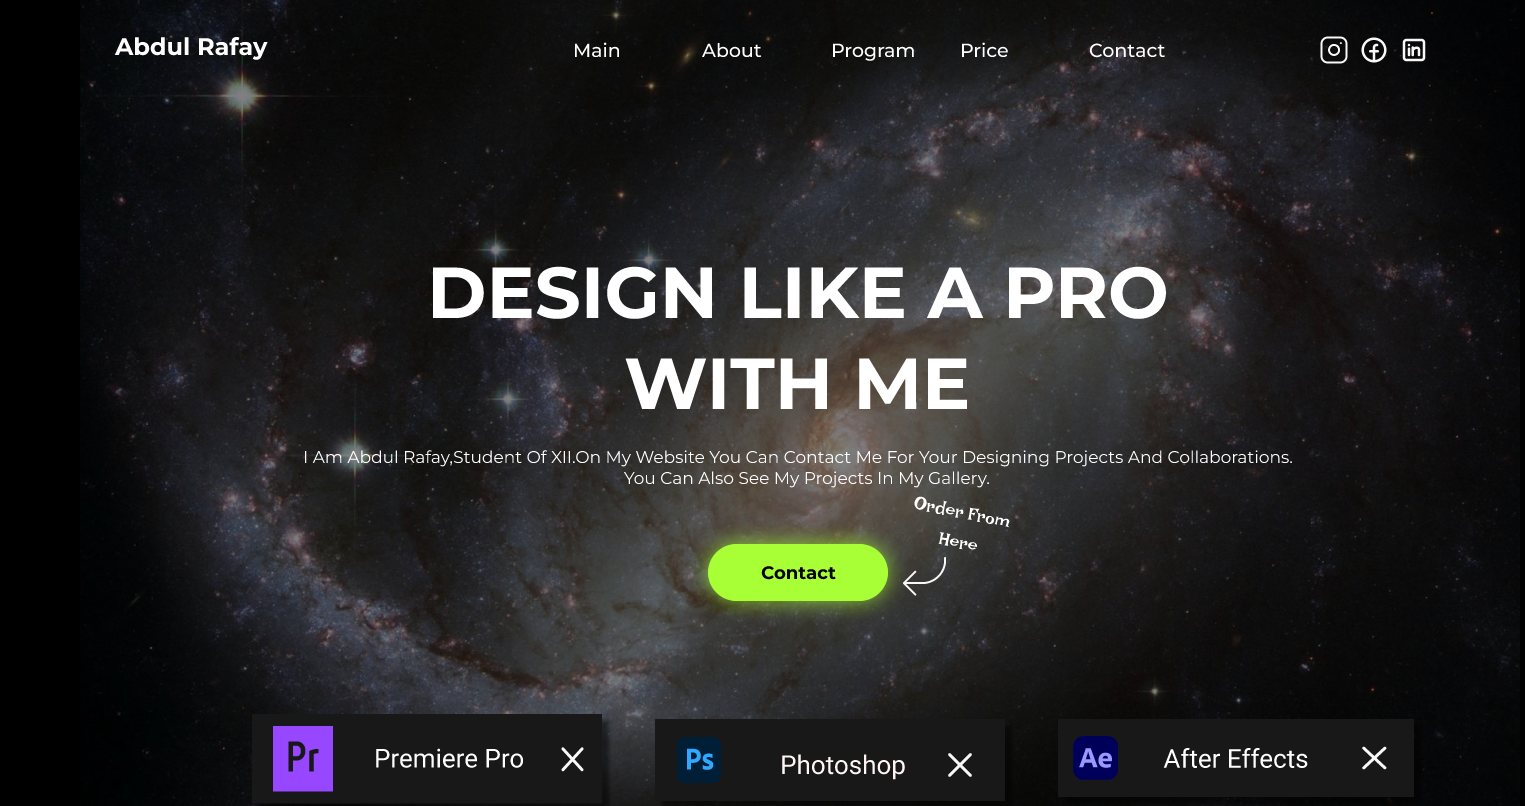 Abdul Rafay
Main About Program Price Contact
DESIGN LIKE A PRO
WITH ME
I Am Abdul Rafay,Student Of XII.On My Website You Can Contact Me For Your Designing Projects And Collaborations.
You Can Also See My Projects In My Gallery.
Order From
Here
Contact
Pr Premiere Pro
Ps Photoshop
Ae After Effects